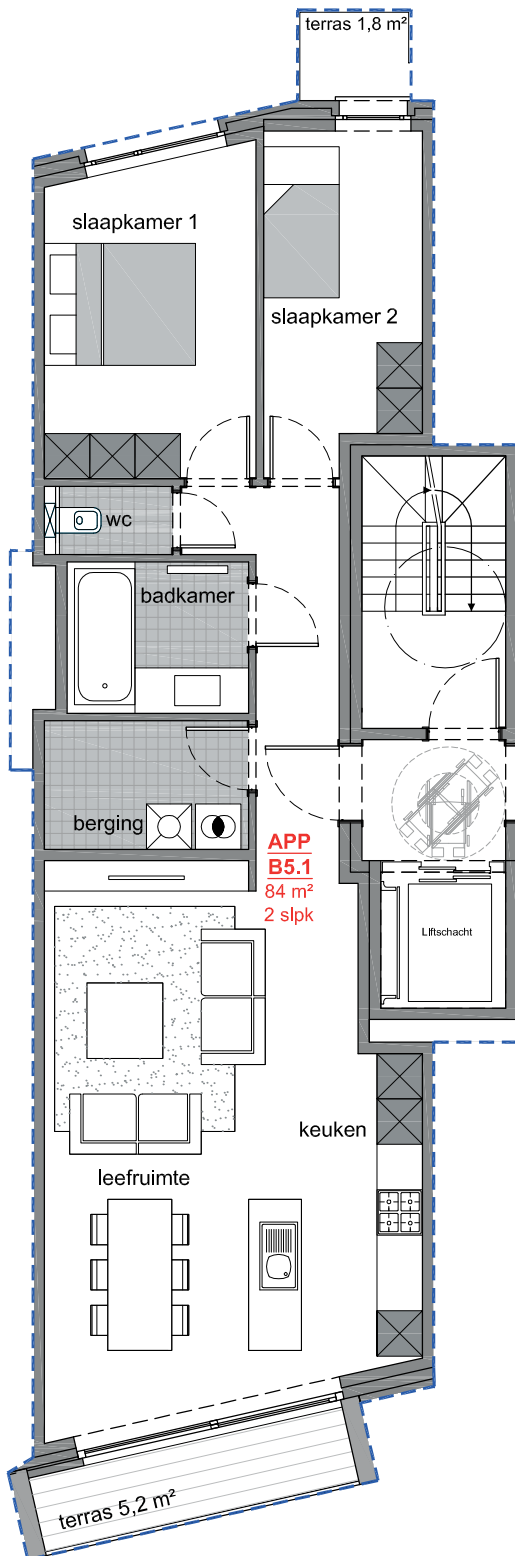 terras 1,8 m²
slaapkamer 1
slaapkamer 2
wc
badkamer
berging
APP
B5.1
84 m²
2 slpk
Liftschacht
keuken
leefruimte
terras 5,2 m²